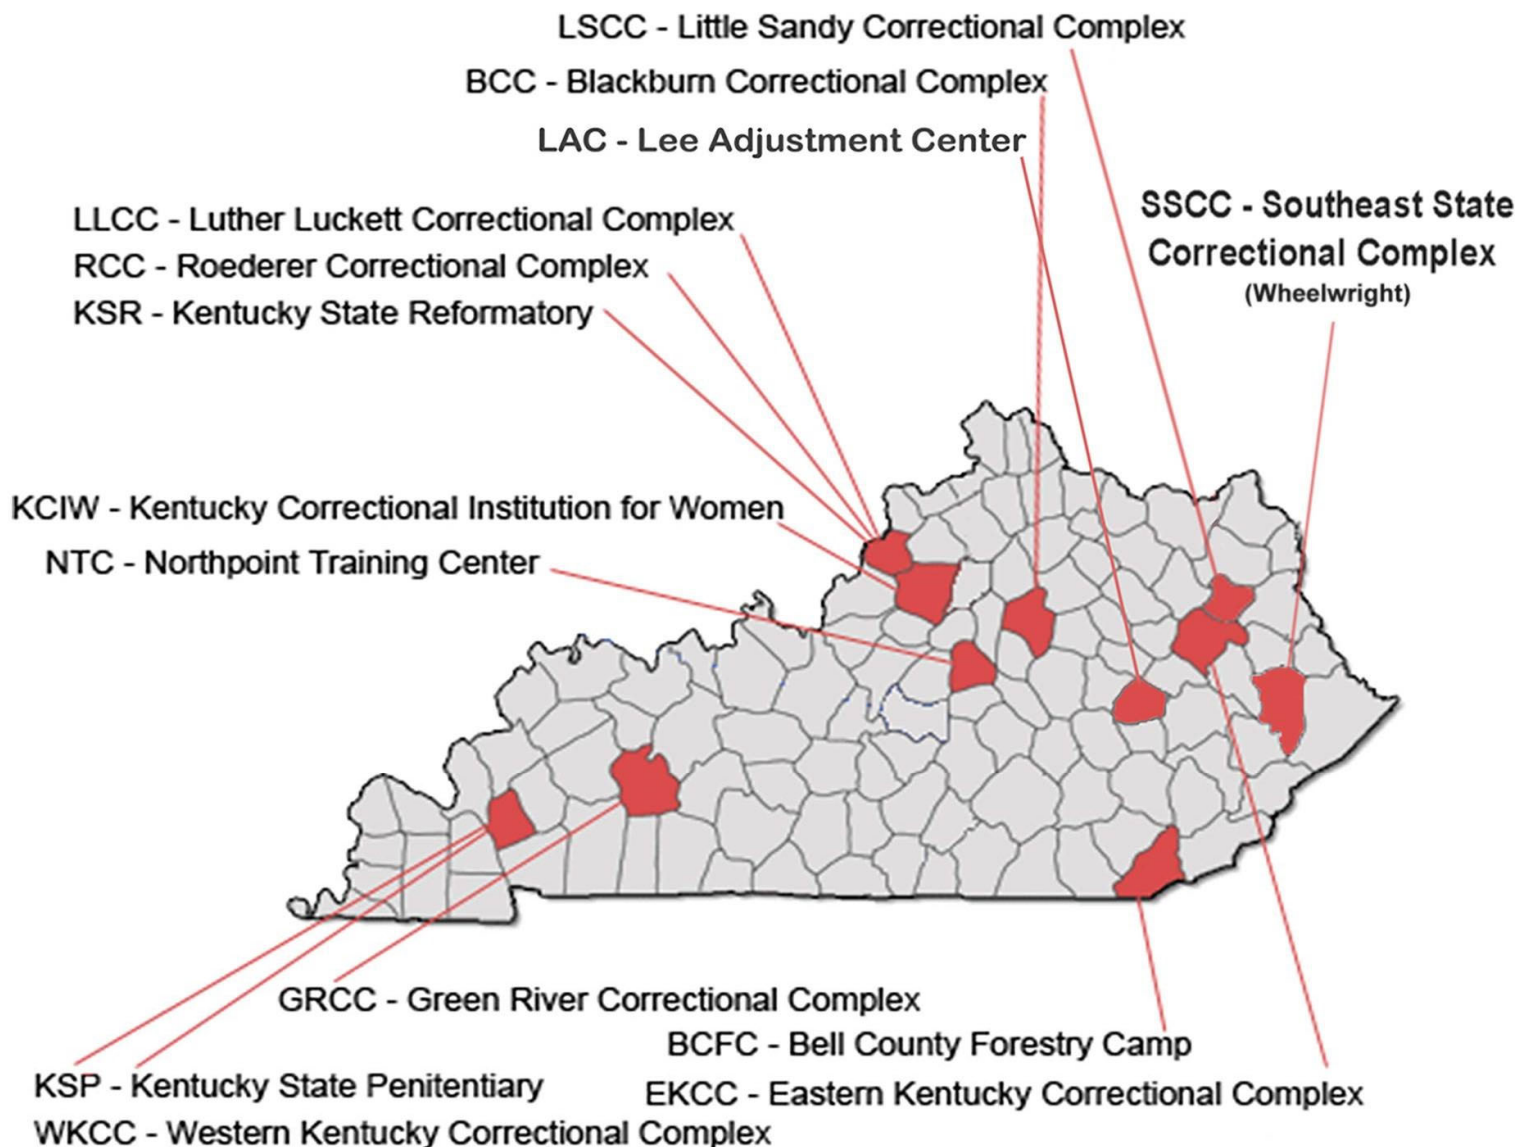 LSCC - Little Sandy Correctional Complex
BCC - Blackburn Correctional Complex
LAC - Lee Adjustment Center
SSCC - Southeast State
Correctional Complex
(Wheelwright)
LLCC - Luther Luckett Correctional Complex
RCC - Roederer Correctional Complex
KSR - Kentucky State Reformatory
KCIW - Kentucky Correctional Institution for Women
NTC - Northpoint Training Center
GRCC - Green River Correctional Complex
BCFC - Bell County Forestry Camp
EKCC - Eastern Kentucky Correctional Complex
KSP - Kentucky State Penitentiary
WKCC - Western Kentucky Correctional Complex